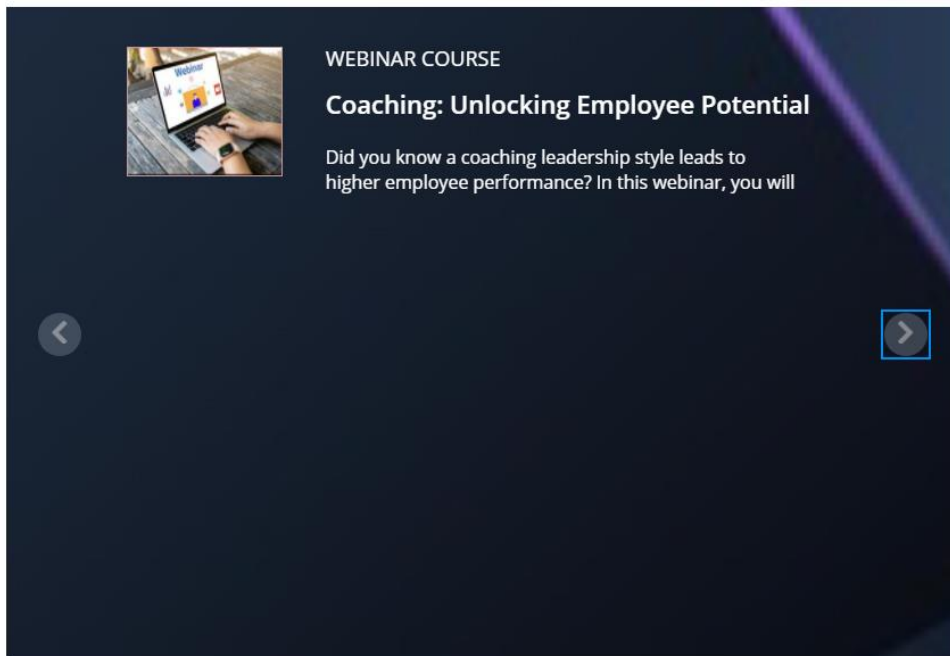 Webinar
WEBINAR COURSE
Coaching: Unlocking Employee Potential
Did you know a coaching leadership style leads to
higher employee performance? In this webinar, you will